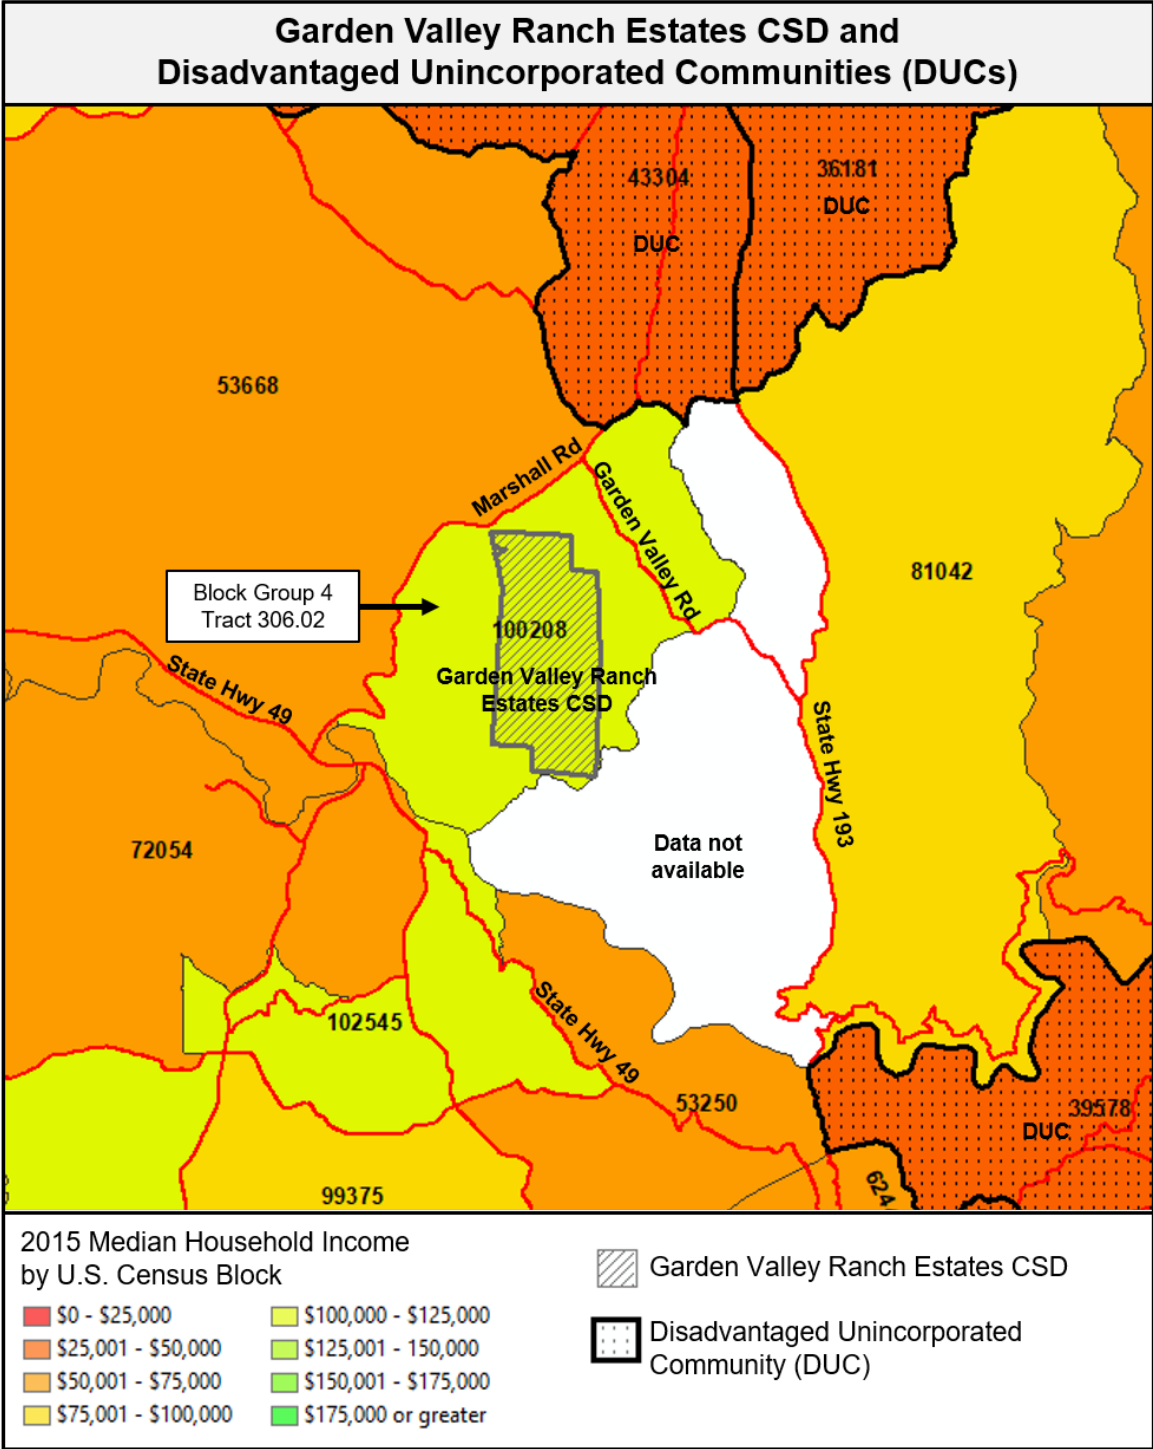 Garden Valley Ranch Estates CSD and
Disadvantaged Unincorporated Communities (DUCs)
43304
DUC
36181
DUC
53668
Marshall Rd
Garden Valley Rd
81042
Block Group 4
Tract 306.02
100208
Garden Valley Ranch
Estates CSD
State Hwy 49
State Hwy 193
72054
Data not
available
102545
State Hwy 49
53250
39578
DUC
624
99375
2015 Median Household Income
by U.S. Census Block
$0 - $25,000
$25,001 - $50,000
$50,001 - $75,000
$75,001 - $100,000
$100,000 - $125,000
$125,001 - 150,000
$150,001 - $175,000
$175,000 or greater
Garden Valley Ranch Estates CSD
Disadvantaged Unincorporated
Community (DUC)